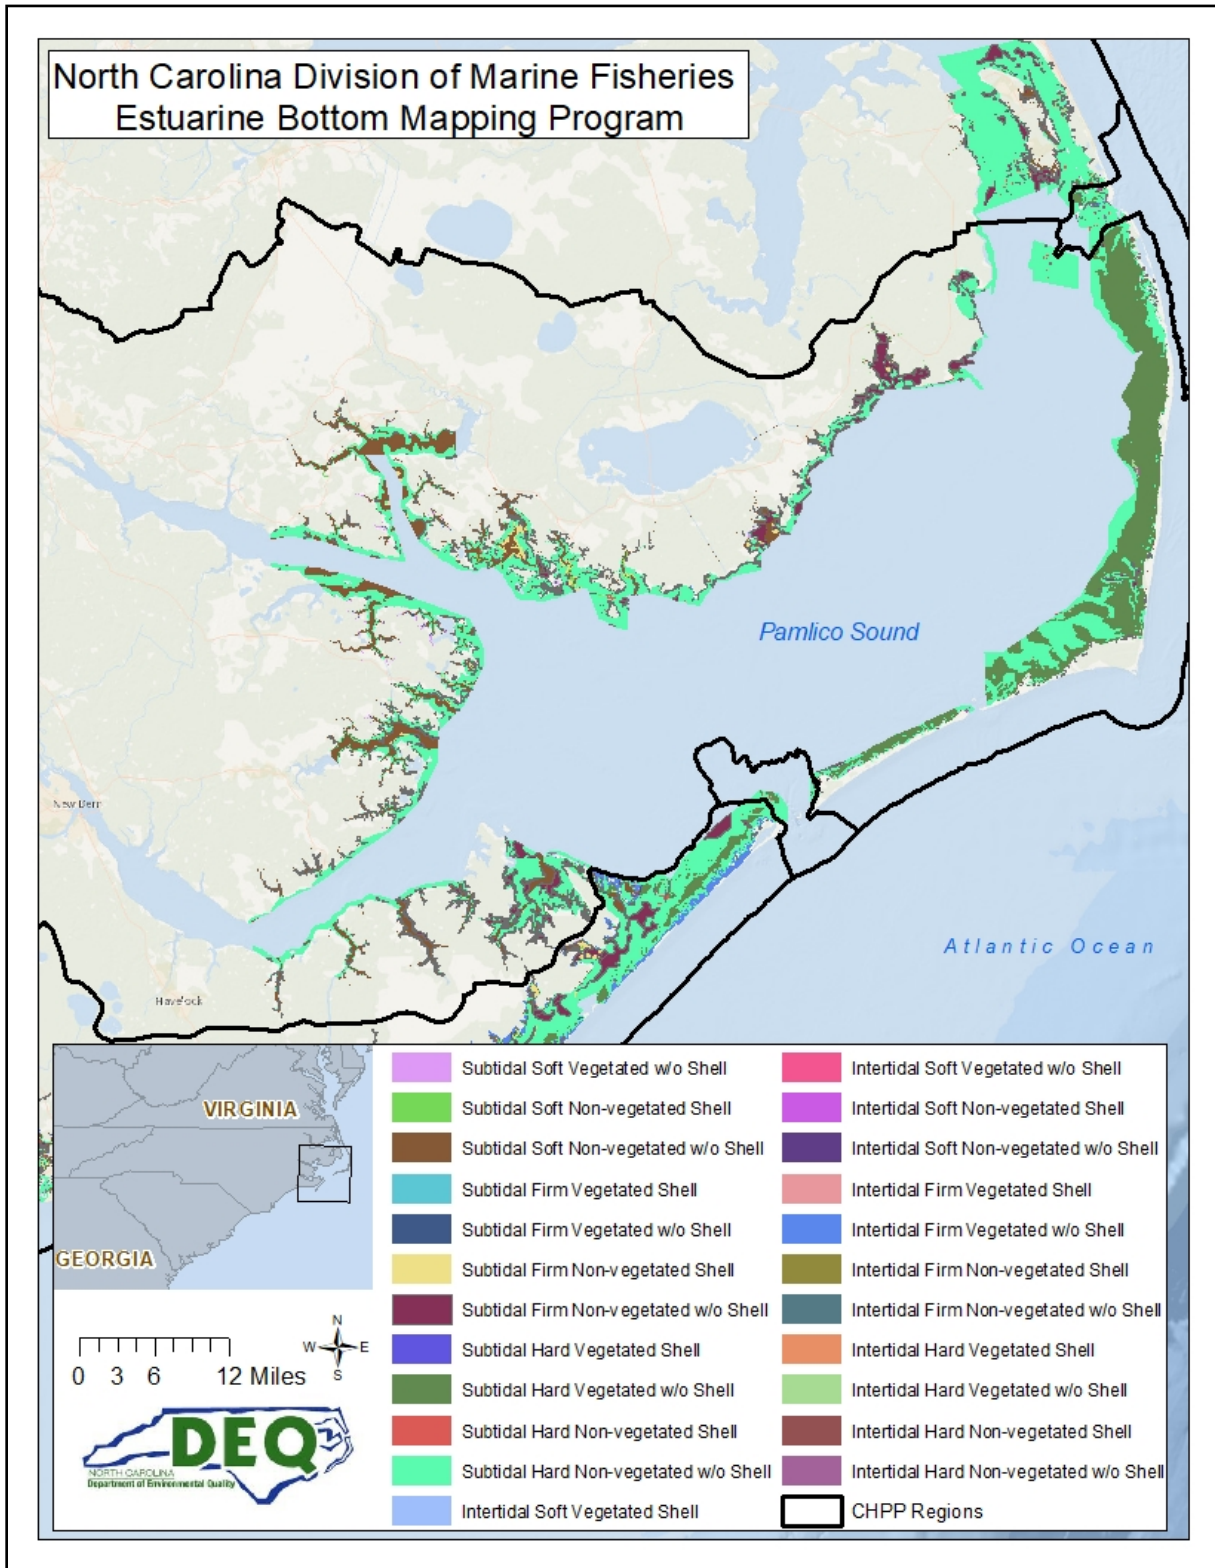 North Carolina Division of Marine Fisheries
Estuarine Bottom Mapping Program
Pamlico Sound
New Bern
Atlantic Ocean
Havelock
VIRGINIA
GEORGIA
N
W E
S
0 3 6 12 Miles
DEQ
NORTH CAROLINA
Department of Environmental Quality
Subtidal Soft Vegetated w/o Shell
Subtidal Soft Non-vegetated Shell
Subtidal Soft Non-vegetated w/o Shell
Subtidal Firm Vegetated Shell
Subtidal Firm Vegetated w/o Shell
Subtidal Firm Non-vegetated Shell
Subtidal Firm Non-vegetated w/o Shell
Subtidal Hard Vegetated Shell
Subtidal Hard Vegetated w/o Shell
Subtidal Hard Non-vegetated Shell
Subtidal Hard Non-vegetated w/o Shell
Intertidal Soft Vegetated Shell
Intertidal Soft Vegetated w/o Shell
Intertidal Soft Non-vegetated Shell
Intertidal Soft Non-vegetated w/o Shell
Intertidal Firm Vegetated Shell
Intertidal Firm Vegetated w/o Shell
Intertidal Firm Non-vegetated Shell
Intertidal Firm Non-vegetated w/o Shell
Intertidal Hard Vegetated Shell
Intertidal Hard Vegetated w/o Shell
Intertidal Hard Non-vegetated Shell
Intertidal Hard Non-vegetated w/o Shell
CHPP Regions